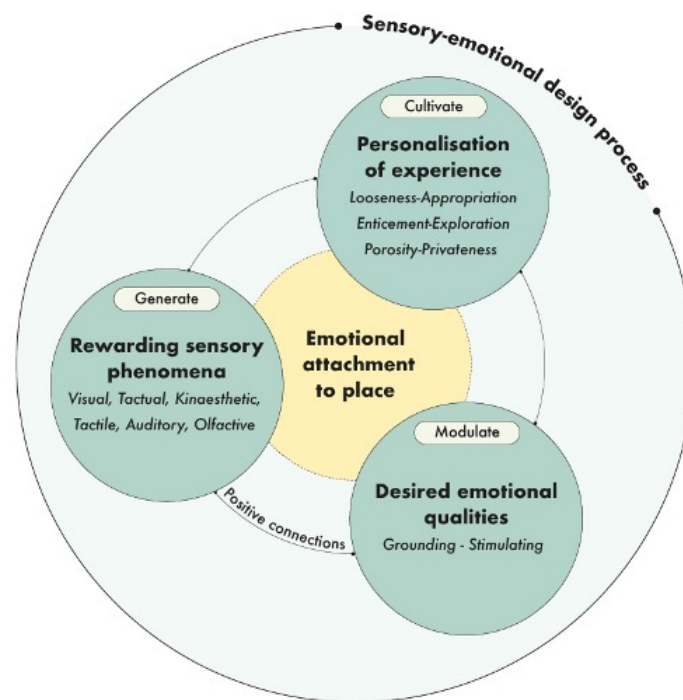 Sensory-emotional design process
Cultivate
Personalisation
of experience
Looseness-Appropriation
Enticement-Exploration
Porosity-Privateness
Generate
Rewarding sensory
phenomena
Visual, Tactual, Kinaesthetic,
Tactile, Auditory, Olfactive
Emotional
attachment
to place
Modulate
Desired emotional
qualities
Grounding - Stimulating
Positive connections